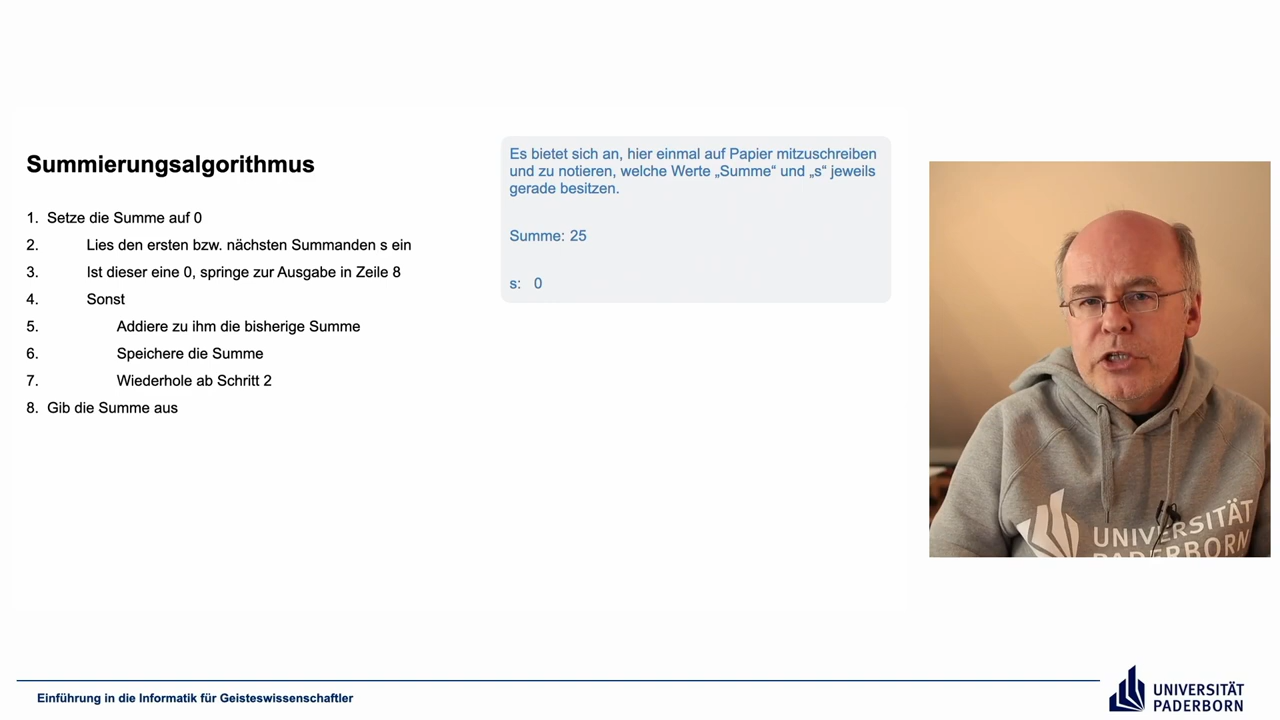 Summierungsalgorithmus
1. Setze die Summe auf 0
2. Lies den ersten bzw. nächsten Summanden s ein
3. Ist dieser eine 0, springe zur Ausgabe in Zeile 8
4. Sonst
5. Addiere zu ihm die bisherige Summe
6. Speichere die Summe
7. Wiederhole ab Schritt 2
8. Gib die Summe aus
Es bietet sich an, hier einmal auf Papier mitzuschreiben
und zu notieren, welche Werte „Summe“ und „s“ jeweils
gerade besitzen.
Summe: 25
s: 0
UNIVERSITÄT
PADERBORN
Einführung in die Informatik für Geisteswissenschaftler
UNIVERSITÄT
PADERBORN